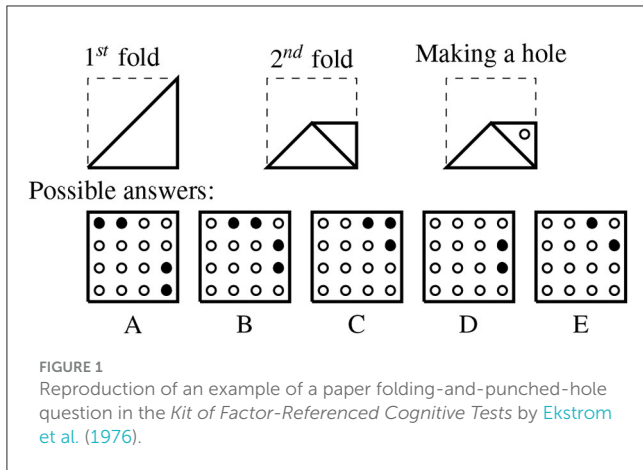 1st fold
2nd fold
Making a hole
Possible answers:
A
B
C
D
E
FIGURE 1
Reproduction of an example of a paper folding-and-punched-hole
question in the Kit of Factor-Referenced Cognitive Tests by Ekstrom
et al. (1976).